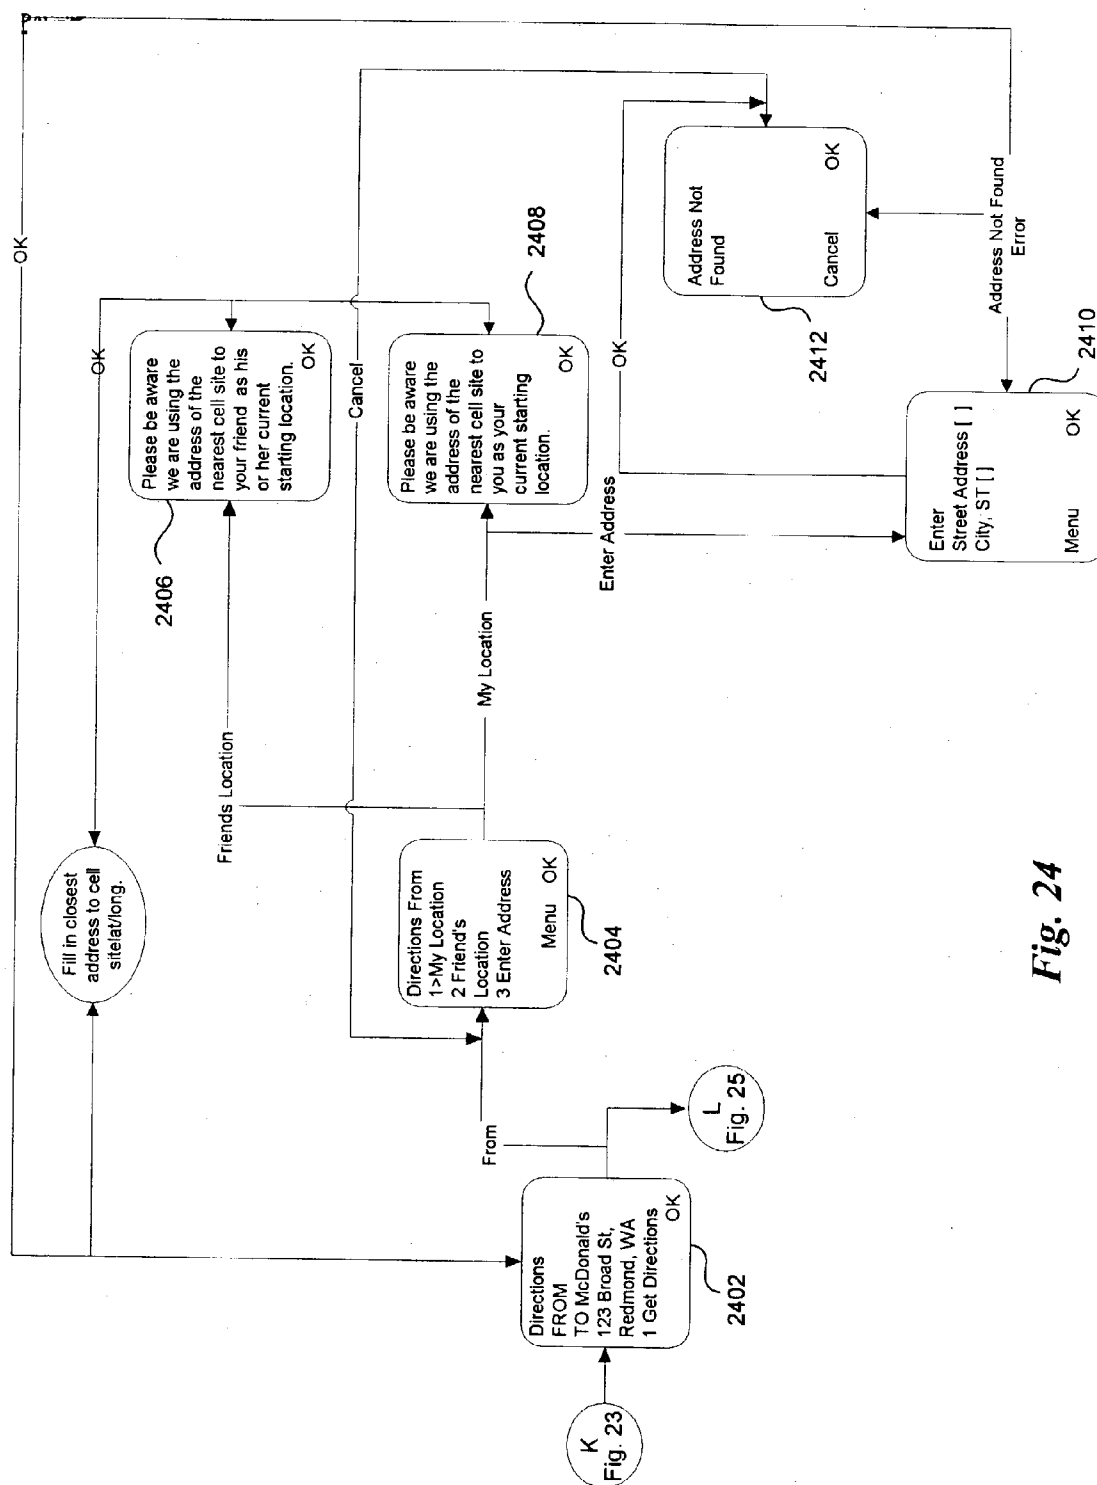 K
Fig. 23
Directions
FROM
TO McDonald's
123 Broad St,
Redmond, WA
1 Get Directions
OK
2402
From
L
Fig. 25
Directions From
1>My Location
2 Friend's
Location
3 Enter Address
Menu OK
2404
Fill in closest
address to cell
site\at/long.
Friends Location
My Location
Enter Address
2406
Please be aware
we are using the
address of the
nearest cell site to
your friend as his
or her current
starting location.
OK
OK
Please be aware
we are using the
address of the
nearest cell site to
you as your
current starting
location.
OK
2408
Cancel
OK
OK
Enter
Street Address [ ]
City, ST [ ]
Menu OK
2410
Address Not
Found
Cancel OK
2412
Address Not Found
Error
Fig. 24